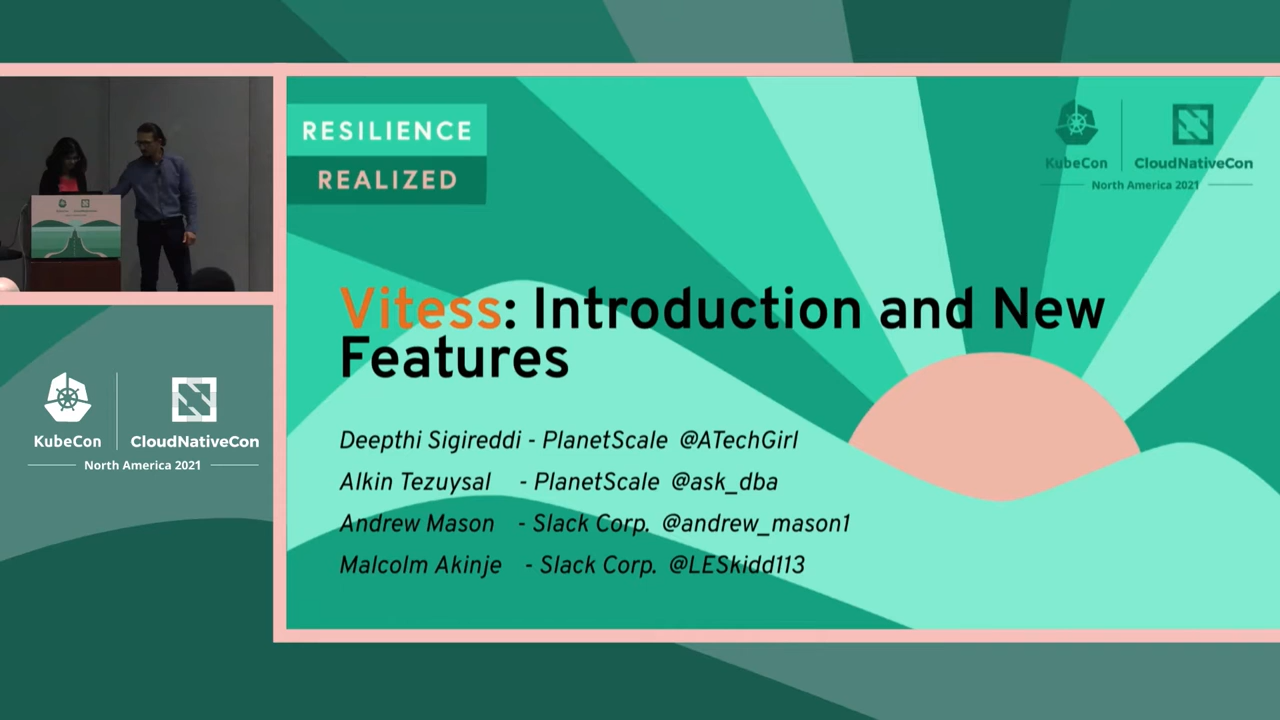 RESILIENCE
REALIZED
KubeCon
CloudNativeCon
North America 2021
Vitess: Introduction and New
Features
Deepthi Sigireddi - PlanetScale @ATechGirl
Alkin Tezuysal - PlanetScale @ask_dba
Andrew Mason - Slack Corp. @andrew_mason1
Malcolm Akinje - Slack Corp. @LESkidd113
KubeCon
CloudNativeCon
North America 2021